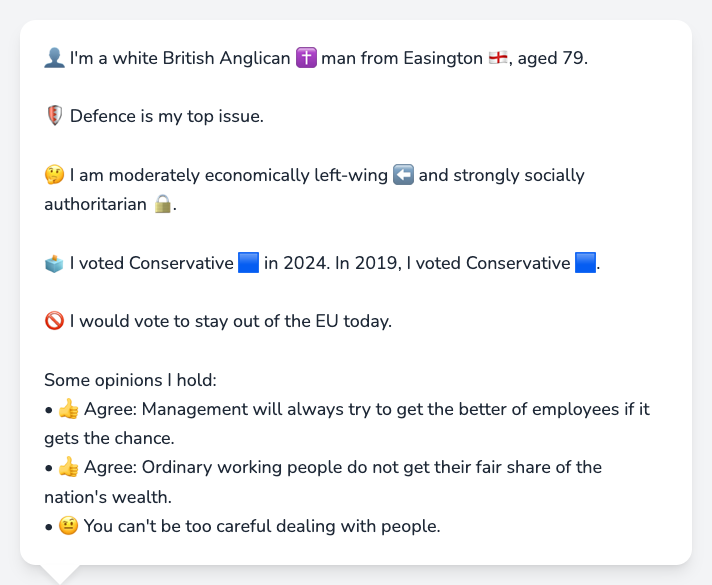 👤 I'm a white British Anglican ✝️ man from Easington 🏴󠁧󠁢󠁥󠁮󠁧󠁿, aged 79.
🛡️ Defence is my top issue.
🤔 I am moderately economically left-wing ⬅️ and strongly socially
authoritarian 🔒.
🗳️ I voted Conservative 🟦 in 2024. In 2019, I voted Conservative 🟦.
🚫 I would vote to stay out of the EU today.
Some opinions I hold:
• 👍 Agree: Management will always try to get the better of employees if it
gets the chance.
• 👍 Agree: Ordinary working people do not get their fair share of the
nation's wealth.
• 🤨 You can't be too careful dealing with people.